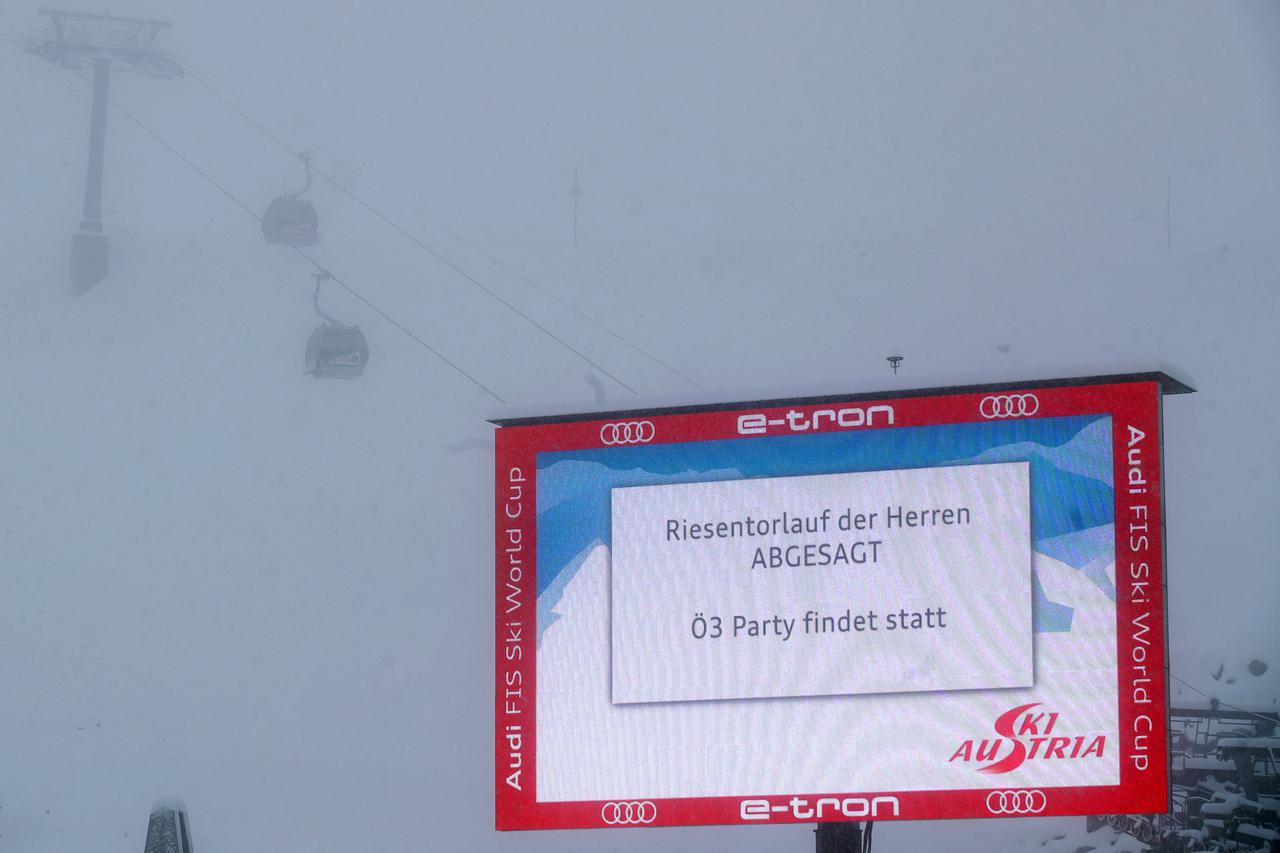 e-tron
Audi FIS Ski World Cup
Riesentorlauf der Herren
ABGESAGT
Ö3 Party findet statt
SKI
AUSTRIA
Audi FIS Ski World Cup
e-tron